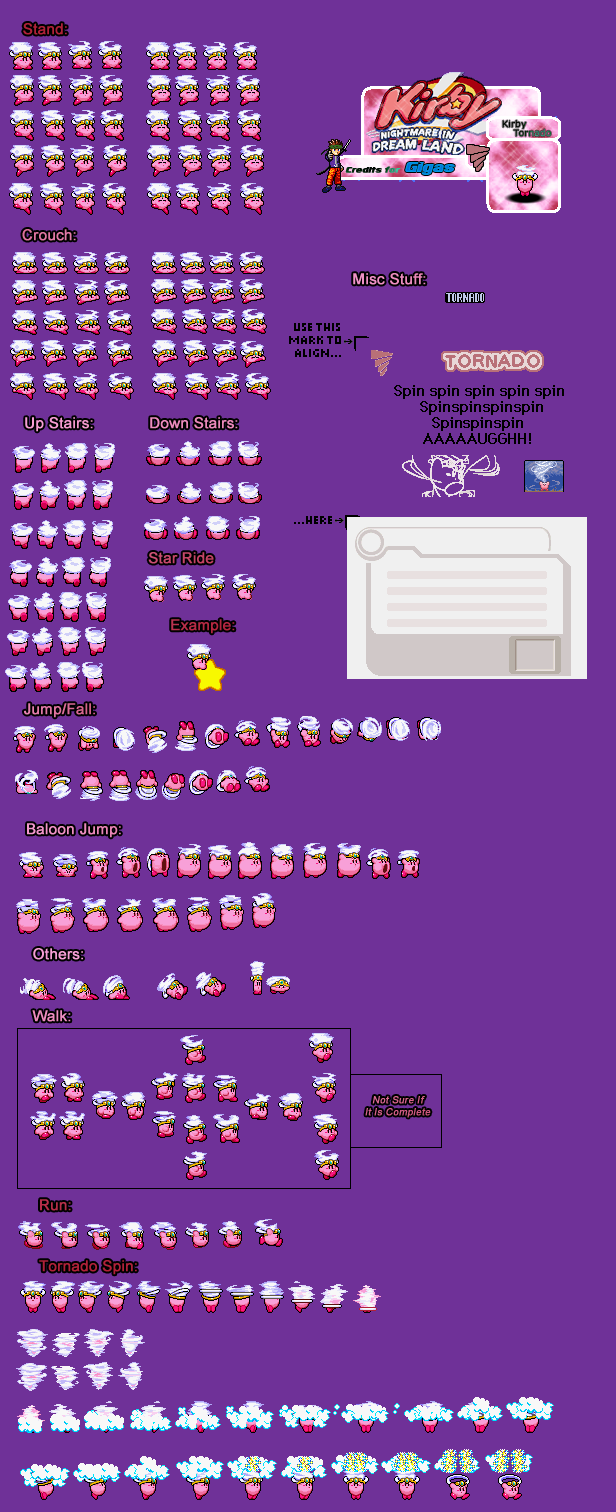 Stand:
Kirby
NIGHTMARE IN
DREAM LAND
Kirby
Tornado
Credits for Gigas
Crouch:
Misc Stuff:
TORNADO
USE THIS
MARK TO→
ALIGN...
TORNADO
Spin spin spin spin spin
Spinspinspinspin
Spinspinspin
AAAAAUGGHH!
Up Stairs:
Down Stairs:
...HERE→
Star Ride
Example:
Jump/Fall:
Baloon Jump:
Others:
Walk:
Not Sure If
It Is Complete
Run:
Tornado Spin: